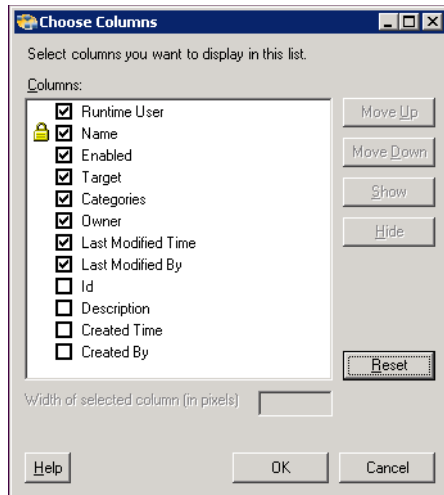 Choose Columns
Select columns you want to display in this list.
Columns:
Runtime User
Name
Enabled
Target
Categories
Owner
Last Modified Time
Last Modified By
Id
Description
Created Time
Created By
Move Up
Move Down
Show
Hide
Reset
Width of selected column (in pixels)
Help
OK
Cancel